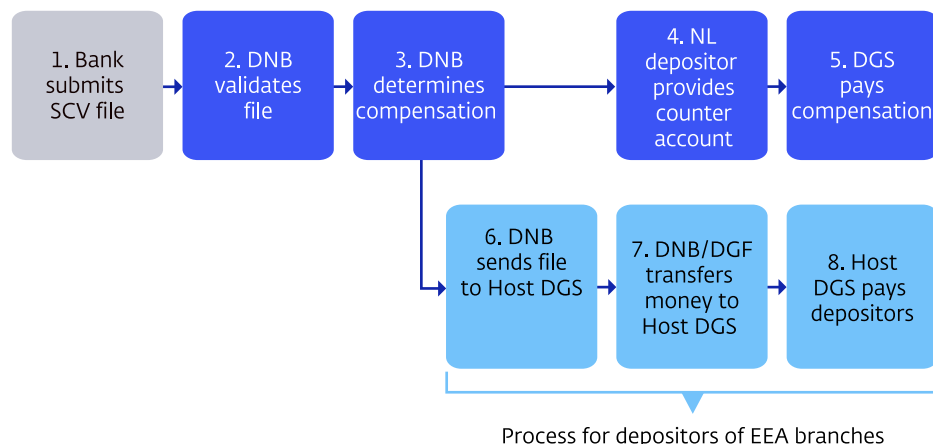 1. Bank
submits
SCV file
2. DNB
validates
file
3. DNB
determines
compensation
4. NL
depositor
provides
counter
account
5. DGS
pays
compensation
6. DNB
sends file
to Host DGS
7. DNB/DGF
transfers
money to
Host DGS
8. Host
DGS pays
depositors
Process for depositors of EEA branches